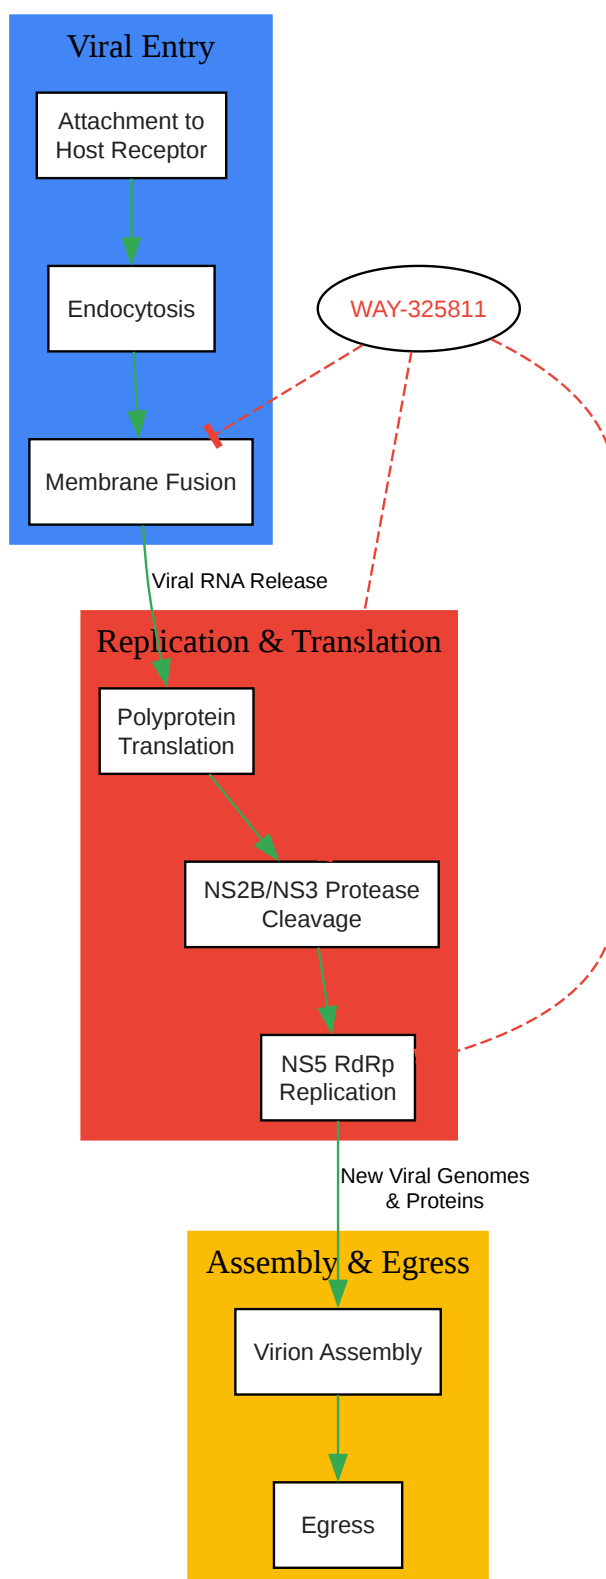 Viral Entry
Attachment to
Host Receptor
Endocytosis
WAY-325811
Membrane Fusion
Viral RNA Release
Replication & Translation
Polyprotein
Translation
NS2B/NS3 Protease
Cleavage
NS5 RdRp
Replication
New Viral Genomes
& Proteins
Assembly & Egress
Virion Assembly
Egress